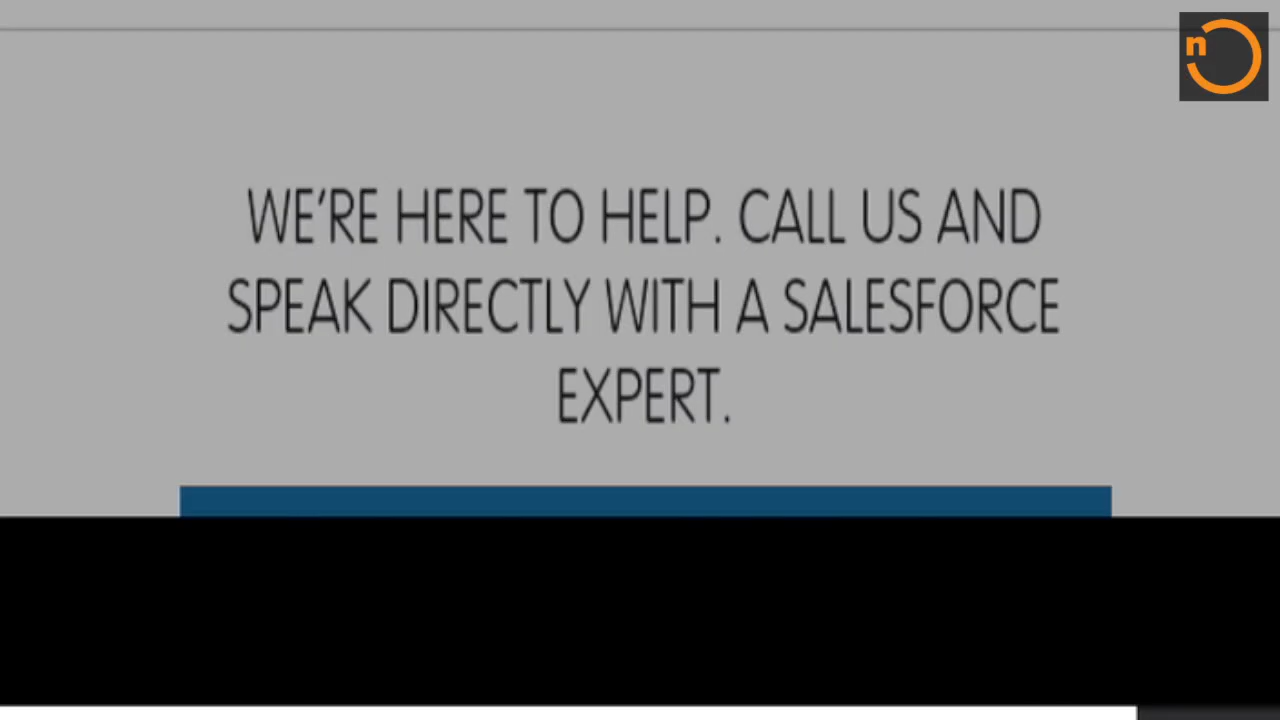 n
WE'RE HERE TO HELP. CALL US AND
SPEAK DIRECTLY WITH A SALESFORCE
EXPERT.